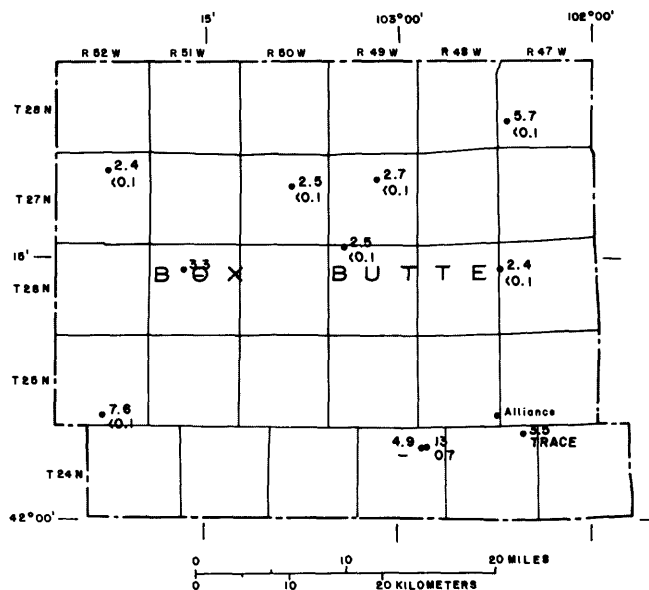 15' 103°00' 102°00'
R 52 W R 51 W R 50 W R 49 W R 48 W R 47 W
T 28 N
5.7
<0.1
2.4
<0.1
2.5
<0.1
2.7
<0.1
T 27 N
2.5
<0.1
15'
3.3
BOX BUTTE
2.4
<0.1
T 26 N
T 25 N
7.6
<0.1
Alliance
TRACE
4.9
–
13
0.7
T 24 N
42°00'
0 10 20 MILES
0 10 20 KILOMETERS